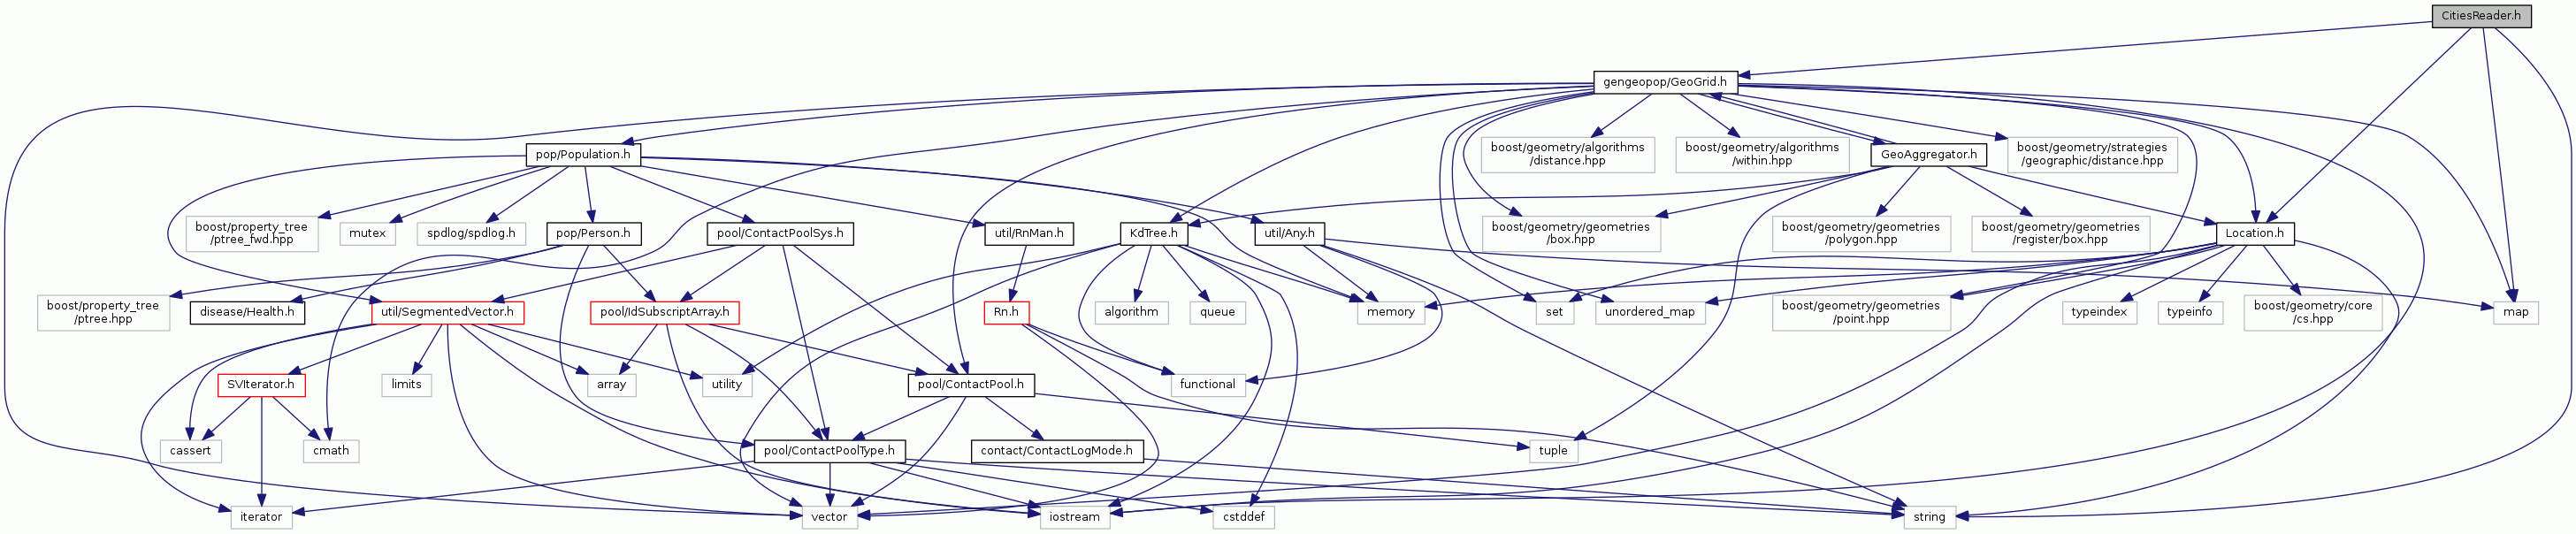 CitiesReader.h
gengeopop/GeoGrid.h
pop/Population.h
boost/geometry/algorithms
/distance.hpp
boost/geometry/algorithms
/within.hpp
GeoAggregator.h
boost/geometry/strategies
/geographic/distance.hpp
boost/property_tree
/ptree_fwd.hpp
mutex
spdlog/spdlog.h
pop/Person.h
pool/ContactPoolSys.h
util/RnMan.h
KdTree.h
util/Any.h
boost/geometry/geometries
/box.hpp
boost/geometry/geometries
/polygon.hpp
boost/geometry/geometries
/register/box.hpp
Location.h
boost/property_tree
/ptree.hpp
disease/Health.h
util/SegmentedVector.h
pool/IdSubscriptArray.h
Rn.h
algorithm
queue
memory
set
unordered_map
boost/geometry/geometries
/point.hpp
typeindex
typeinfo
boost/geometry/core
/cs.hpp
map
SVIterator.h
limits
array
utility
pool/ContactPool.h
functional
cassert
cmath
pool/ContactPoolType.h
contact/ContactLogMode.h
tuple
iterator
vector
iostream
cstddef
string